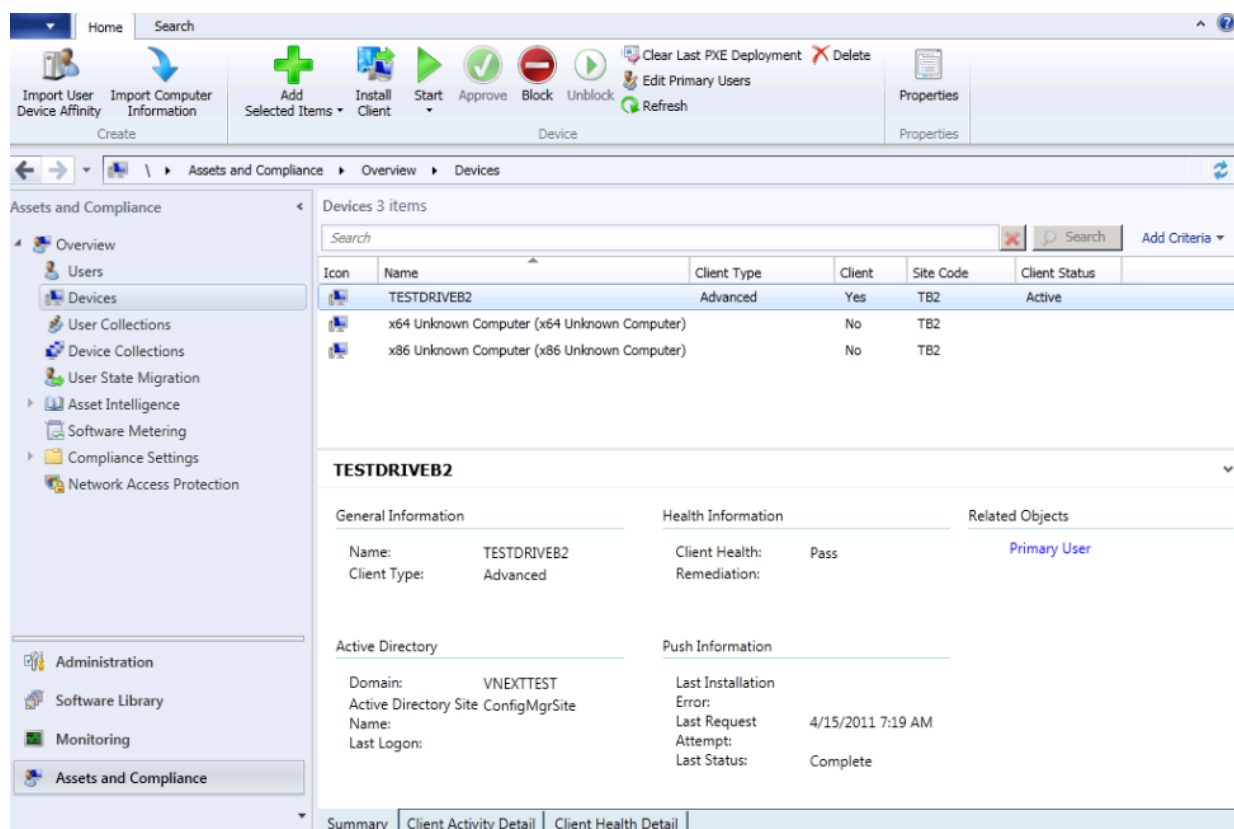 Home Search
Import User Device Affinity
Import Computer Information
Add Selected Items
Install Client
Start
Approve
Block
Unblock
Clear Last PXE Deployment
Edit Primary Users
Refresh
Delete
Properties
Create
Device
Properties
\ Assets and Compliance Overview Devices
Assets and Compliance
Overview
Users
Devices
User Collections
Device Collections
User State Migration
Asset Intelligence
Software Metering
Compliance Settings
Network Access Protection
Administration
Software Library
Monitoring
Assets and Compliance
Devices 3 items
Search
Search
Add Criteria
Icon Name Client Type Client Site Code Client Status
TESTDRIVEB2 Advanced Yes TB2 Active
x64 Unknown Computer (x64 Unknown Computer) No TB2
x86 Unknown Computer (x86 Unknown Computer) No TB2
TESTDRIVEB2
General Information
Name: TESTDRIVEB2
Client Type: Advanced
Health Information
Client Health: Pass
Remediation:
Related Objects
Primary User
Active Directory
Domain: VNEXTTEST
Active Directory Site Name: ConfigMgrSite
Last Logon:
Push Information
Last Installation Error:
Last Request Attempt: 4/15/2011 7:19 AM
Last Status: Complete
Summary Client Activity Detail Client Health Detail